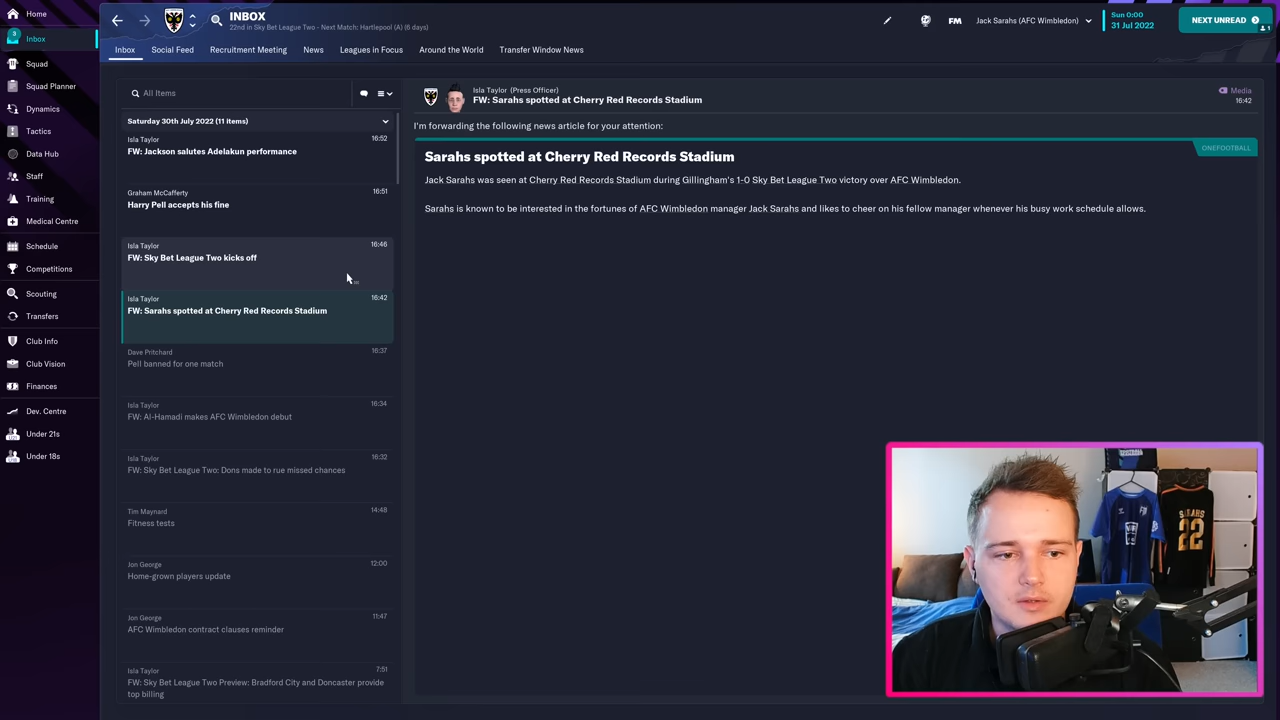 INBOX
22nd in Sky Bet League Two - Next Match: Hartlepool (A) (6 days)
FM
Jack Sarahs (AFC Wimbledon)
Sun 0:00
31 Jul 2022
NEXT UNREAD
1
Home
3
Inbox
Squad
Squad Planner
Dynamics
Tactics
Data Hub
Staff
Training
Medical Centre
Schedule
Competitions
Scouting
Transfers
Club Info
Club Vision
Finances
Dev. Centre
Under 21s
Under 18s
Inbox
Social Feed
Recruitment Meeting
News
Leagues in Focus
Around the World
Transfer Window News
All Items
Saturday 30th July 2022 (11 items)
Isla Taylor
16:52
FW: Jackson salutes Adelakun performance
Graham McCafferty
16:51
Harry Pell accepts his fine
Isla Taylor
16:46
FW: Sky Bet League Two kicks off
Isla Taylor
16:42
FW: Sarahs spotted at Cherry Red Records Stadium
Dave Pritchard
16:37
Pell banned for one match
Isla Taylor
16:34
FW: Al-Hamadi makes AFC Wimbledon debut
Isla Taylor
16:32
FW: Sky Bet League Two: Dons made to rue missed chances
Tim Maynard
14:48
Fitness tests
Jon George
12:00
Home-grown players update
Jon George
11:47
AFC Wimbledon contract clauses reminder
Isla Taylor
7:51
FW: Sky Bet League Two Preview: Bradford City and Doncaster provide
top billing
Isla Taylor (Press Officer)
FW: Sarahs spotted at Cherry Red Records Stadium
Media
16:42
I'm forwarding the following news article for your attention:
ONEFOOTBALL
Sarahs spotted at Cherry Red Records Stadium
Jack Sarahs was seen at Cherry Red Records Stadium during Gillingham's 1-0 Sky Bet League Two victory over AFC Wimbledon.
Sarahs is known to be interested in the fortunes of AFC Wimbledon manager Jack Sarahs and likes to cheer on his fellow manager whenever his busy work schedule allows.
SARAHS
22